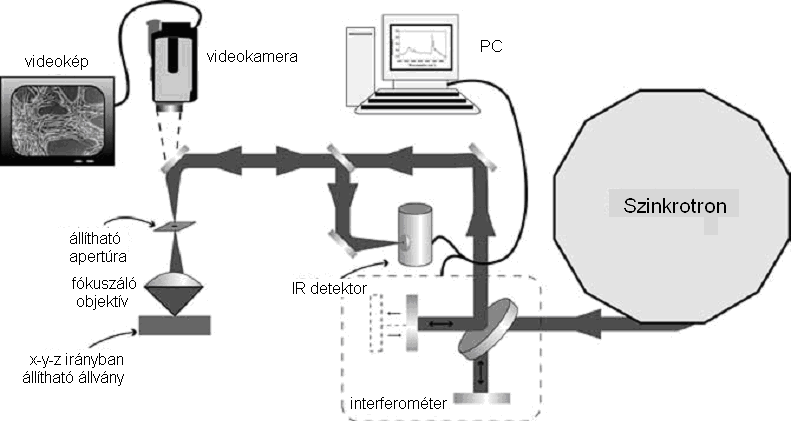 videokép
videokamera
PC
Szinkrotron
állítható
apertúra
fókuszáló
objektív
IR detektor
x-y-z irányban
állítható állvány
interferométer